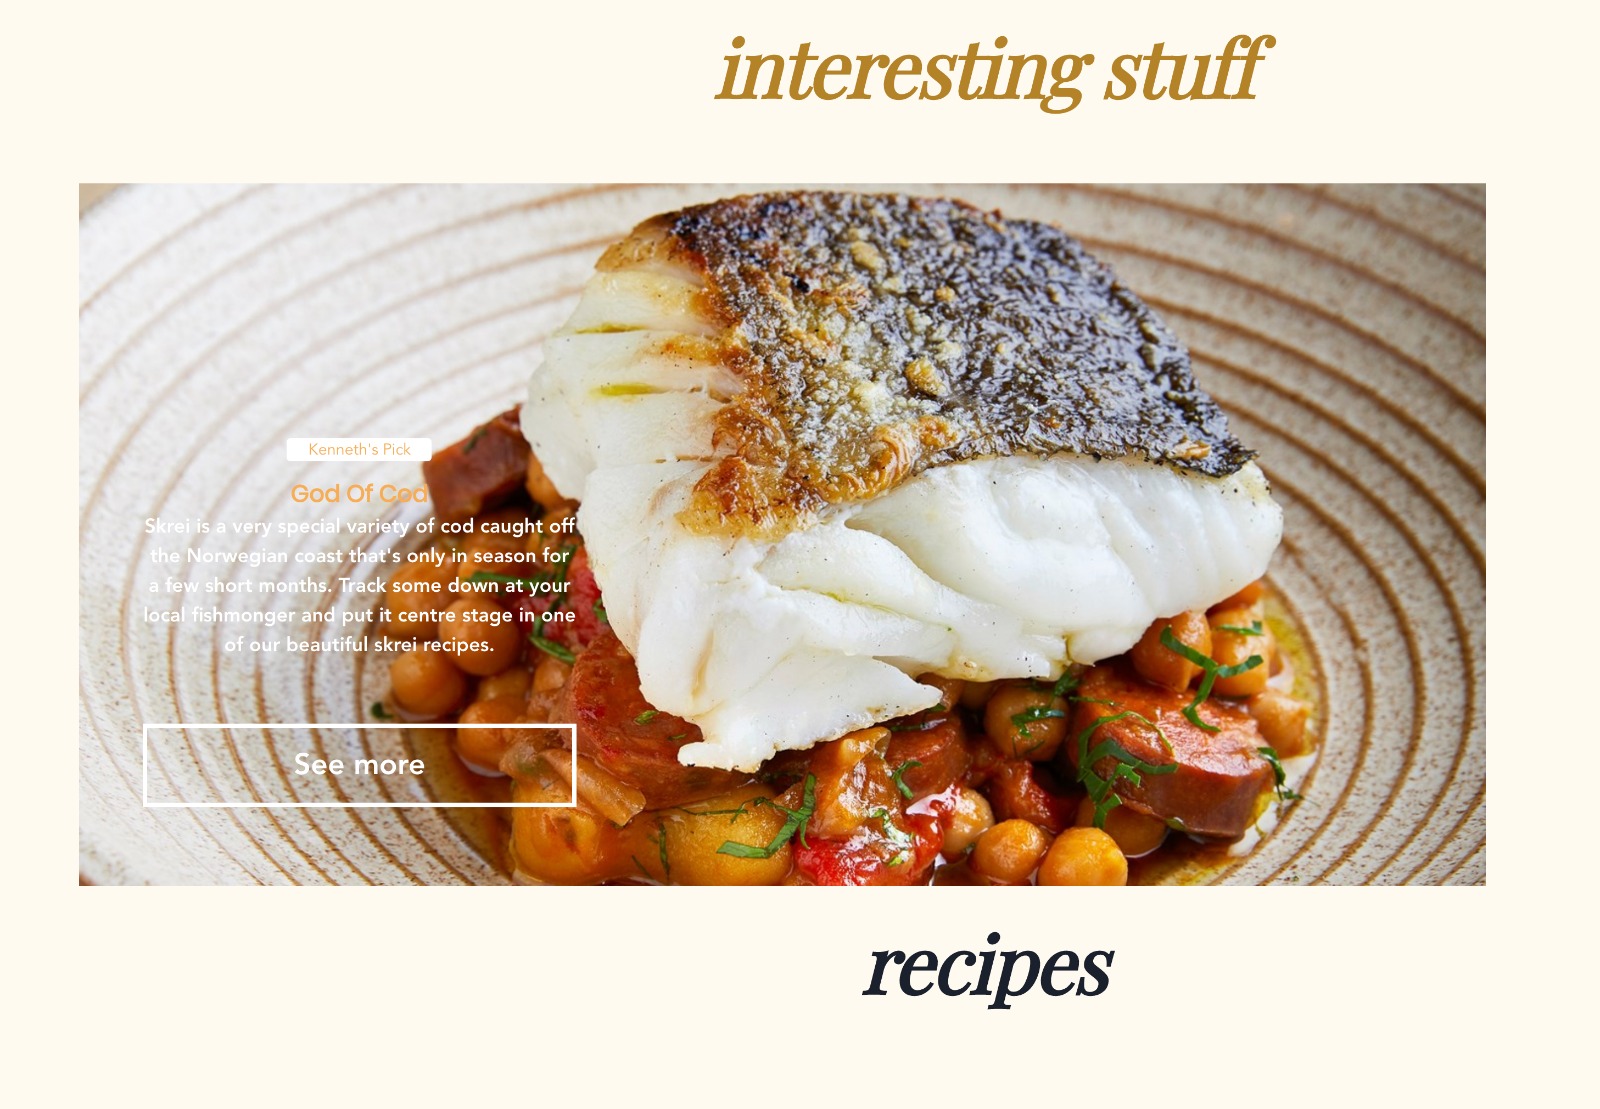 interesting stuff
Kenneth's Pick
God Of Cod
Skrei is a very special variety of cod caught off
the Norwegian coast that's only in season for
a few short months. Track some down at your
local fishmonger and put it centre stage in one
of our beautiful skrei recipes.
See more
recipes